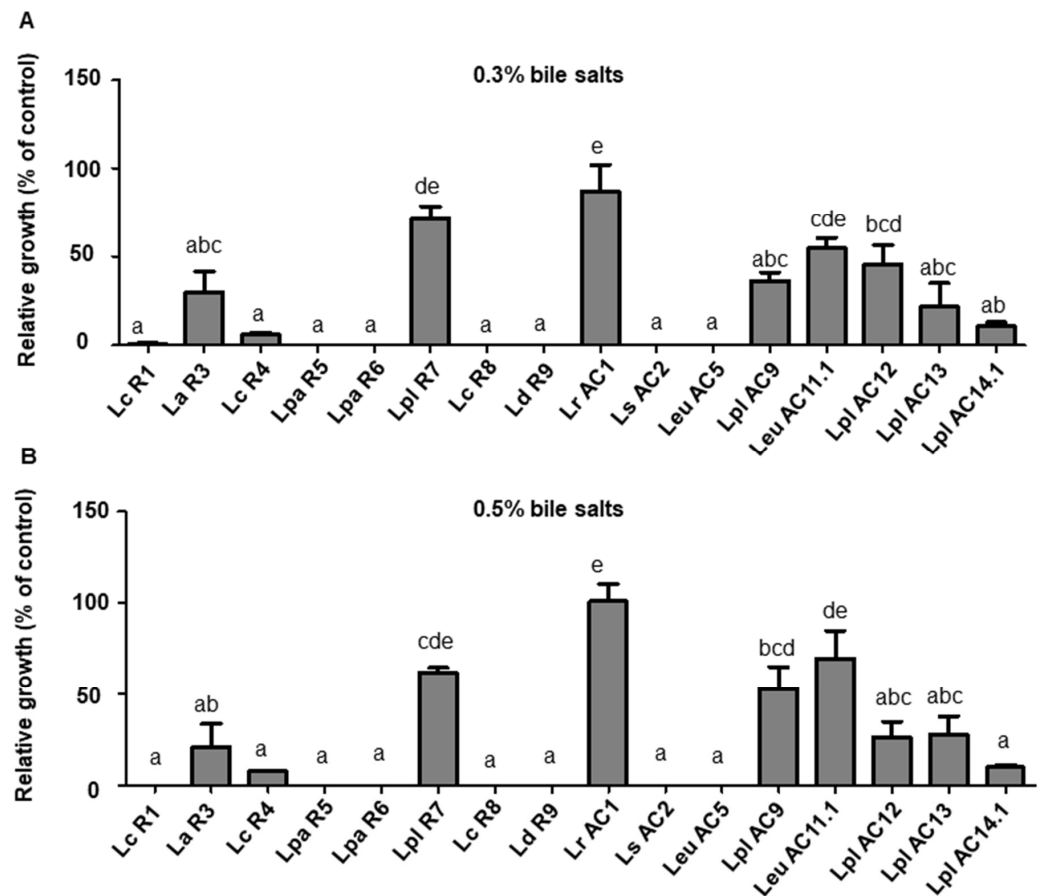 A
0.3% bile salts
Relative growth (% of control)
150
100
50
0
a
abc
a
a
a
de
a
a
e
a
a
abc
cde
bcd
abc
ab
Lc R1
La R3
Lc R4
Lpa R5
Lpa R6
Lpl R7
Lc R8
Ld R9
Lr AC1
Ls AC2
Leu AC5
Lpl AC9
Leu AC11.1
Lpl AC12
Lpl AC13
Lpl AC14.1
B
0.5% bile salts
Relative growth (% of control)
150
100
50
0
a
ab
a
a
a
cde
a
a
e
a
a
bcd
de
abc
abc
a
Lc R1
La R3
Lc R4
Lpa R5
Lpa R6
Lpl R7
Lc R8
Ld R9
Lr AC1
Ls AC2
Leu AC5
Lpl AC9
Leu AC11.1
Lpl AC12
Lpl AC13
Lpl AC14.1